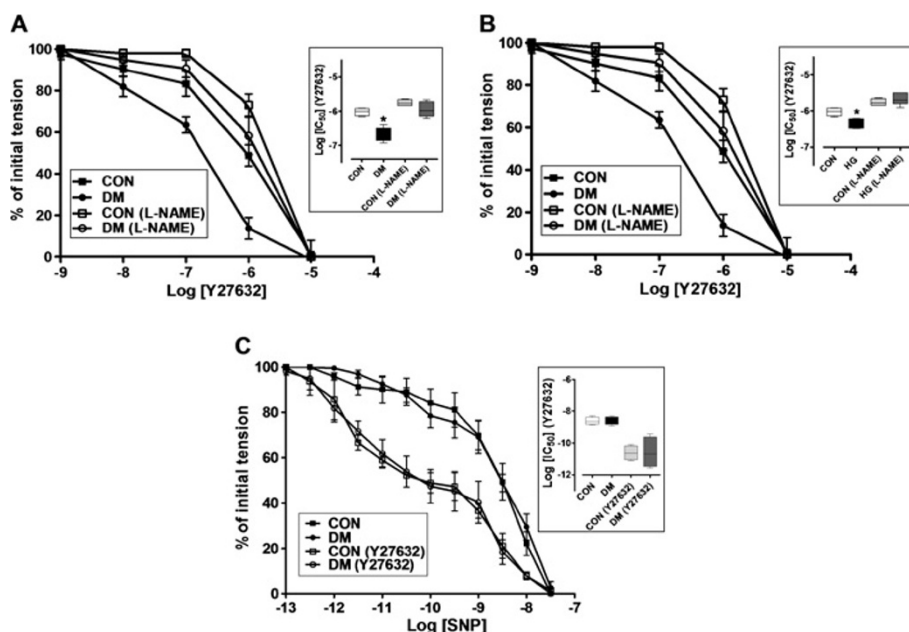 A
% of initial tension
100
80
60
40
20
0
CON
DM
CON (L-NAME)
DM (L-NAME)
-9
-8
-7
-6
-5
-4
Log [Y27632]
Log [IC50] (Y27632)
-5
-6
-7
*
CON
DM
CON (L-NAME)
DM (L-NAME)
B
% of initial tension
100
80
60
40
20
0
CON
DM
CON (L-NAME)
DM (L-NAME)
-9
-8
-7
-6
-5
-4
Log [Y27632]
Log [IC50] (Y27632)
-5
-6
-7
*
CON
HG
CON (L-NAME)
HG (L-NAME)
C
% of initial tension
100
80
60
40
20
0
CON
DM
CON (Y27632)
DM (Y27632)
-13
-12
-11
-10
-9
-8
-7
Log [SNP]
Log [IC50] (Y27632)
-6
-8
-10
-12
CON
DM
CON (Y27632)
DM (Y27632)